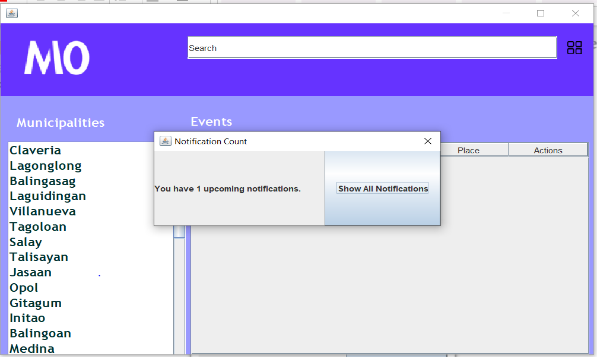 MO
Search
Municipalities
Events
Notification Count
Place
Actions
You have 1 upcoming notifications.
Show All Notifications
Claveria
Lagonglong
Balingasag
Laguidingan
Villanueva
Tagoloan
Salay
Talisayan
Jasaan
Opol
Gitagum
Initao
Balingoan
Medina